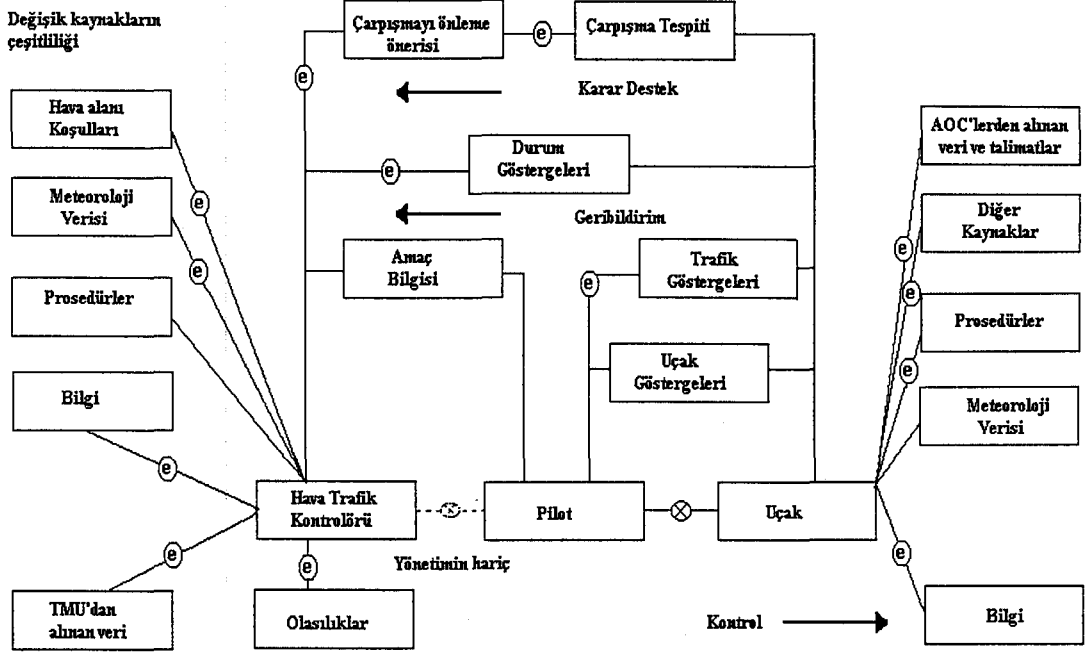 Değişik kaynakların
çeşitliliği
Çarpışmayı önleme
önerisi
e
Çarpışma Tespiti
e
Karar Destek
Hava alanı
Koşulları
AOC'lerden alınan
veri ve talimatlar
Durum
Göstergeleri
e
Meteoroloji
Verisi
e
Geribildirim
Diğer
Kaynaklar
Amaç
Bilgisi
Trafik
Göstergeleri
e
e
e
e
Prosedürler
e
Prosedürler
Uçak
Göstergeleri
e
Bilgi
Meteoroloji
Verisi
e
Hava Trafik
Kontrolörü
Pilot
Uçak
e
e
e
Yönetimin hariç
TMU'dan
alınan veri
Olasılıklar
Kontrol
Bilgi